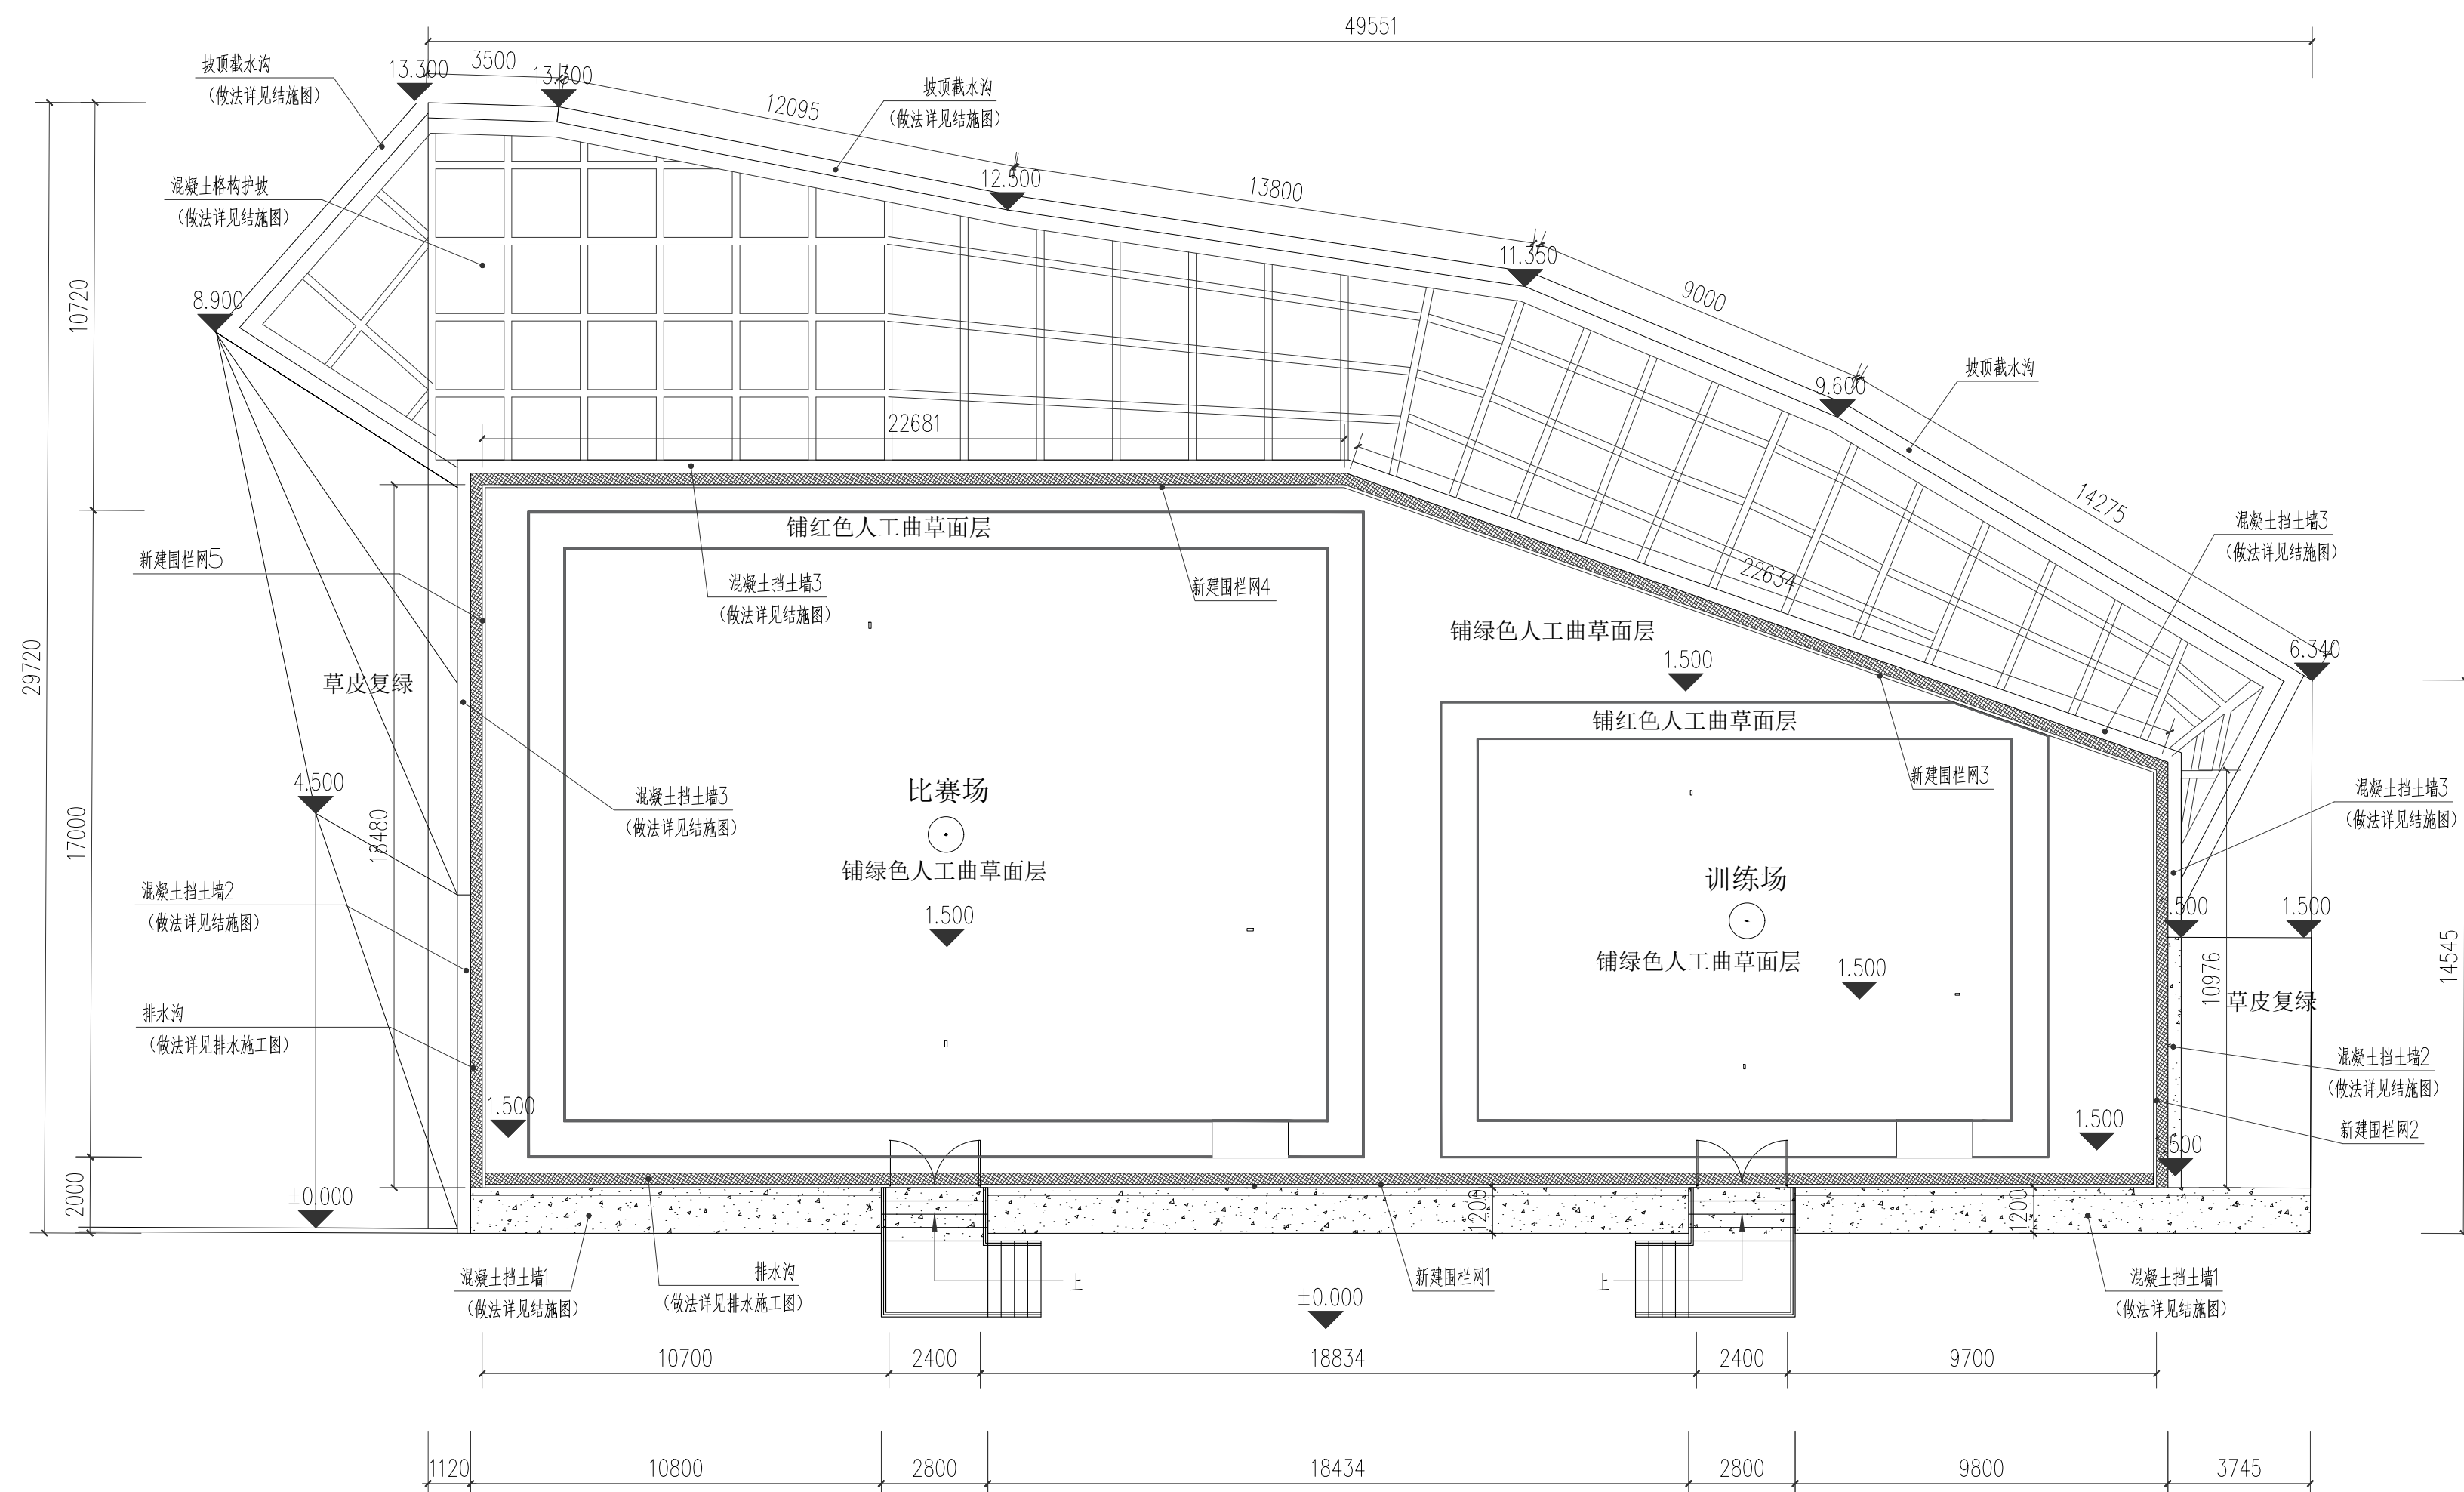 49551
坡顶截水沟
(做法详见结施图)
13.300
3500
13.300
12095
坡顶截水沟
(做法详见结施图)
12.500
13800
11.350
9000
9.600
坡顶截水沟
14275
混凝土格构护坡
(做法详见结施图)
8.900
10720
29720
17000
2000
22681
22634
混凝土挡土墙3
(做法详见结施图)
6.340
铺红色人工曲草面层
新建围栏网5
混凝土挡土墙3
(做法详见结施图)
新建围栏网4
铺绿色人工曲草面层
1.500
草皮复绿
铺红色人工曲草面层
新建围栏网3
4.500
18480
混凝土挡土墙3
(做法详见结施图)
比赛场
铺绿色人工曲草面层
1.500
训练场
铺绿色人工曲草面层
1.500
混凝土挡土墙3
(做法详见结施图)
1.500
1.500
10976
14545
草皮复绿
混凝土挡土墙2
(做法详见结施图)
排水沟
(做法详见排水施工图)
混凝土挡土墙2
(做法详见结施图)
新建围栏网2
1.500
1.500
1.500
±0.000
1200
1200
混凝土挡土墙1
(做法详见结施图)
排水沟
(做法详见排水施工图)
上
新建围栏网1
上
±0.000
混凝土挡土墙1
(做法详见结施图)
10700
2400
18834
2400
9700
1120
10800
2800
18434
2800
9800
3745